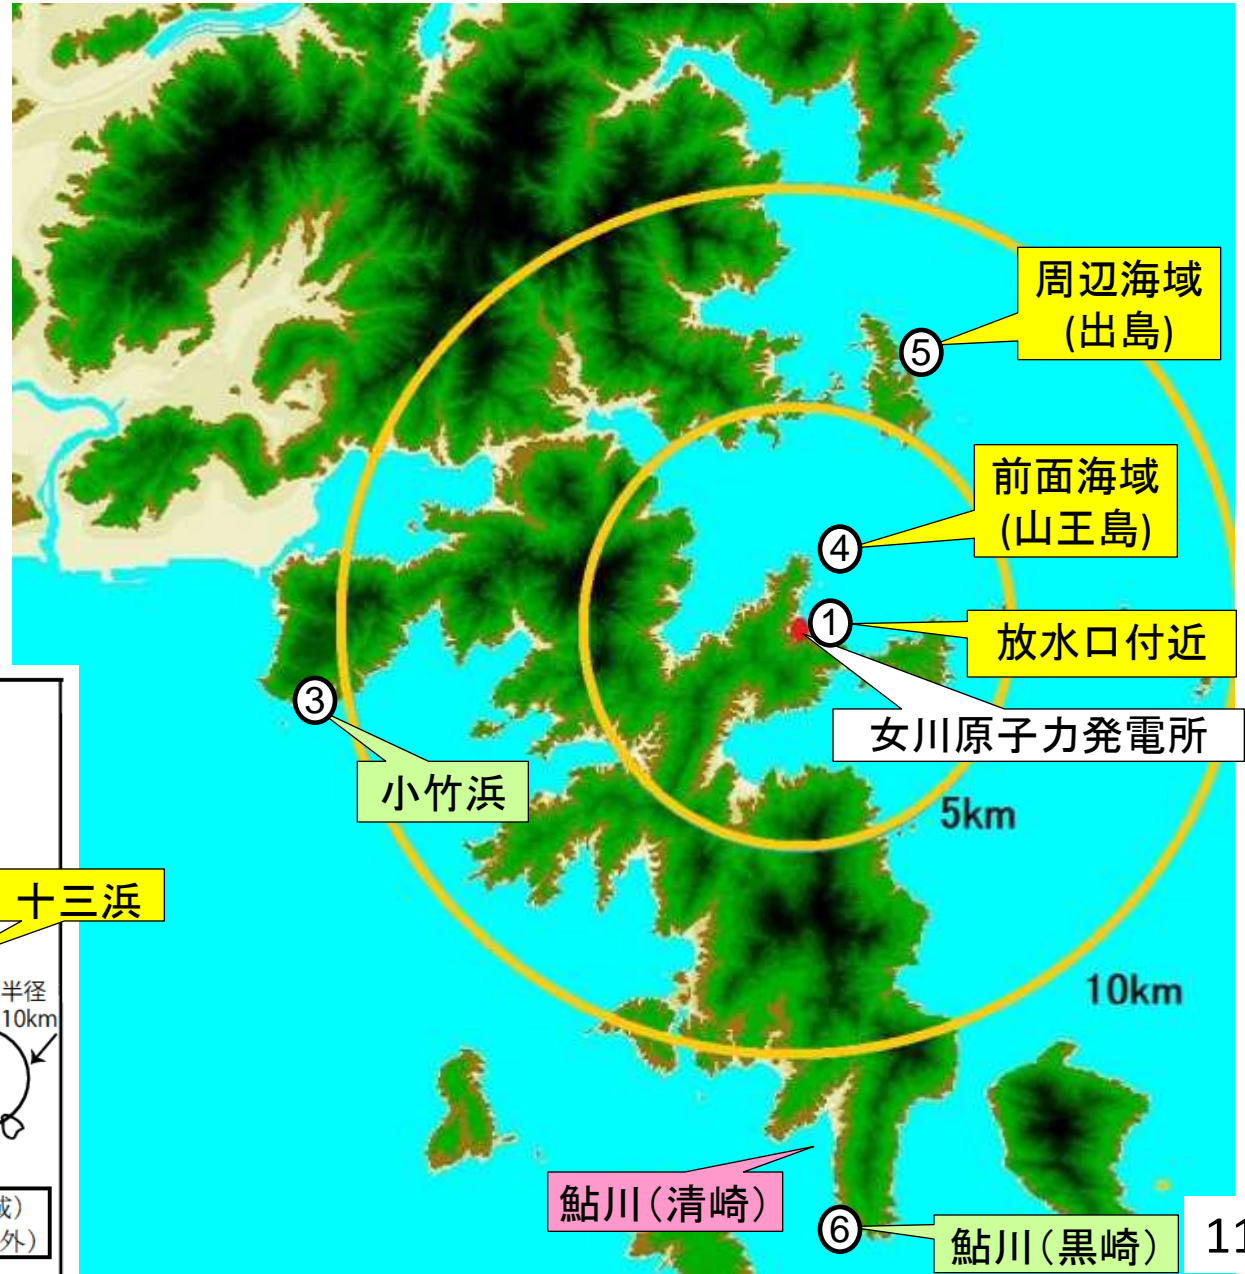 周辺海域
(出島)
⑤
前面海域
(山王島)
④
①
放水口付近
③
女川原子力発電所
小竹浜
5km
十三浜
半径
10km
10km
鮎川(清崎)
⑥
鮎川(黒崎)
外)
11